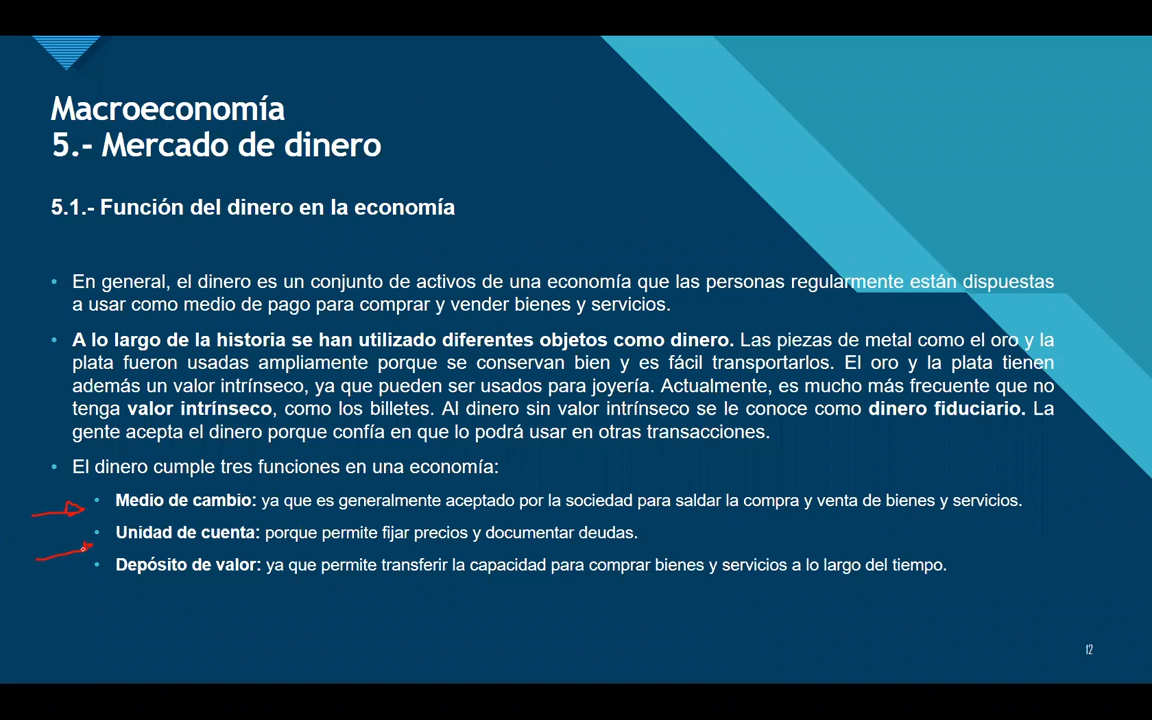 Macroeconomía
5.- Mercado de dinero
5.1.- Función del dinero en la economía
• En general, el dinero es un conjunto de activos de una economía que las personas regularmente están dispuestas
a usar como medio de pago para comprar y vender bienes y servicios.
• A lo largo de la historia se han utilizado diferentes objetos como dinero. Las piezas de metal como el oro y la
plata fueron usadas ampliamente porque se conservan bien y es fácil transportarlos. El oro y la plata tienen
además un valor intrínseco, ya que pueden ser usados para joyería. Actualmente, es mucho más frecuente que no
tenga valor intrínseco, como los billetes. Al dinero sin valor intrínseco se le conoce como dinero fiduciario. La
gente acepta el dinero porque confía en que lo podrá usar en otras transacciones.
• El dinero cumple tres funciones en una economía:
• Medio de cambio: ya que es generalmente aceptado por la sociedad para saldar la compra y venta de bienes y servicios.
• Unidad de cuenta: porque permite fijar precios y documentar deudas.
• Depósito de valor: ya que permite transferir la capacidad para comprar bienes y servicios a lo largo del tiempo.
12